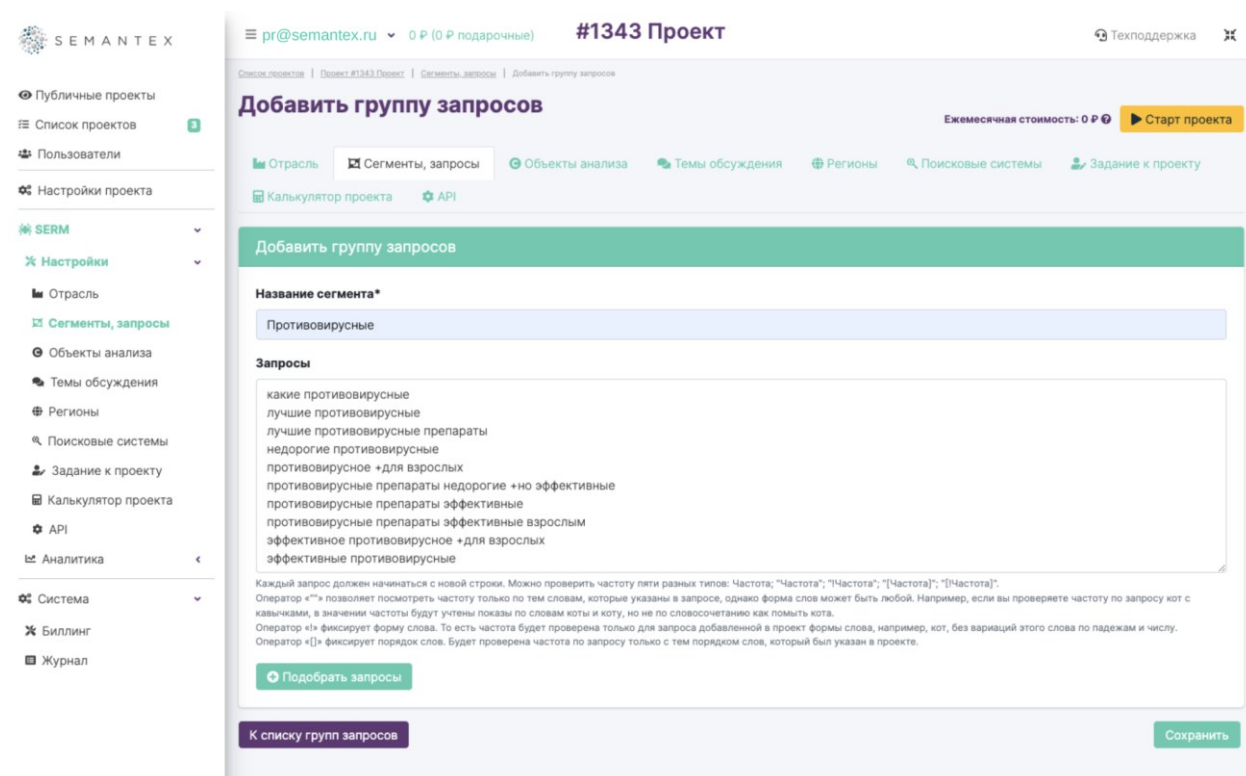 SEMANTEX
pr@semantex.ru 0 ₽ (0 ₽ подарочные)
#1343 Проект
Техподдержка
Публичные проекты
Список проектов 3
Пользователи
Настройки проекта
SERM
Настройки
Отрасль
Сегменты, запросы
Объекты анализа
Темы обсуждения
Регионы
Поисковые системы
Задание к проекту
Калькулятор проекта
API
Аналитика
Система
Биллинг
Журнал
Список проектов | Проект #1343 Проект | Сегменты, запросы | Добавить группу запросов
Добавить группу запросов
Ежемесячная стоимость: 0 ₽
Старт проекта
Отрасль Сегменты, запросы Объекты анализа Темы обсуждения Регионы Поисковые системы Задание к проекту
Калькулятор проекта API
Добавить группу запросов
Название сегмента*
Противовирусные
Запросы
какие противовирусные
лучшие противовирусные
лучшие противовирусные препараты
недорогие противовирусные
противовирусное +для взрослых
противовирусные препараты недорогие +но эффективные
противовирусные препараты эффективные
противовирусные препараты эффективные взрослым
эффективное противовирусное +для взрослых
эффективные противовирусные
Каждый запрос должен начинаться с новой строки. Можно проверить частоту пяти разных типов: Частота; "Частота"; "!Частота"; "[Частота]"; "[!Частота]".
Оператор «""» позволяет посмотреть частоту только по тем словам, которые указаны в запросе, однако форма слов может быть любой. Например, если вы проверяете частоту по запросу кот с
кавычками, в значении частоты будут учтены показы по словам коты и коту, но не по словосочетанию как помыть кота.
Оператор «!» фиксирует форму слова. То есть частота будет проверена только для запроса добавленной в проект формы слова, например, кот, без вариаций этого слова по падежам и числу.
Оператор «[]» фиксирует порядок слов. Будет проверена частота по запросу только с тем порядком слов, который был указан в проекте.
Подобрать запросы
К списку групп запросов
Сохранить